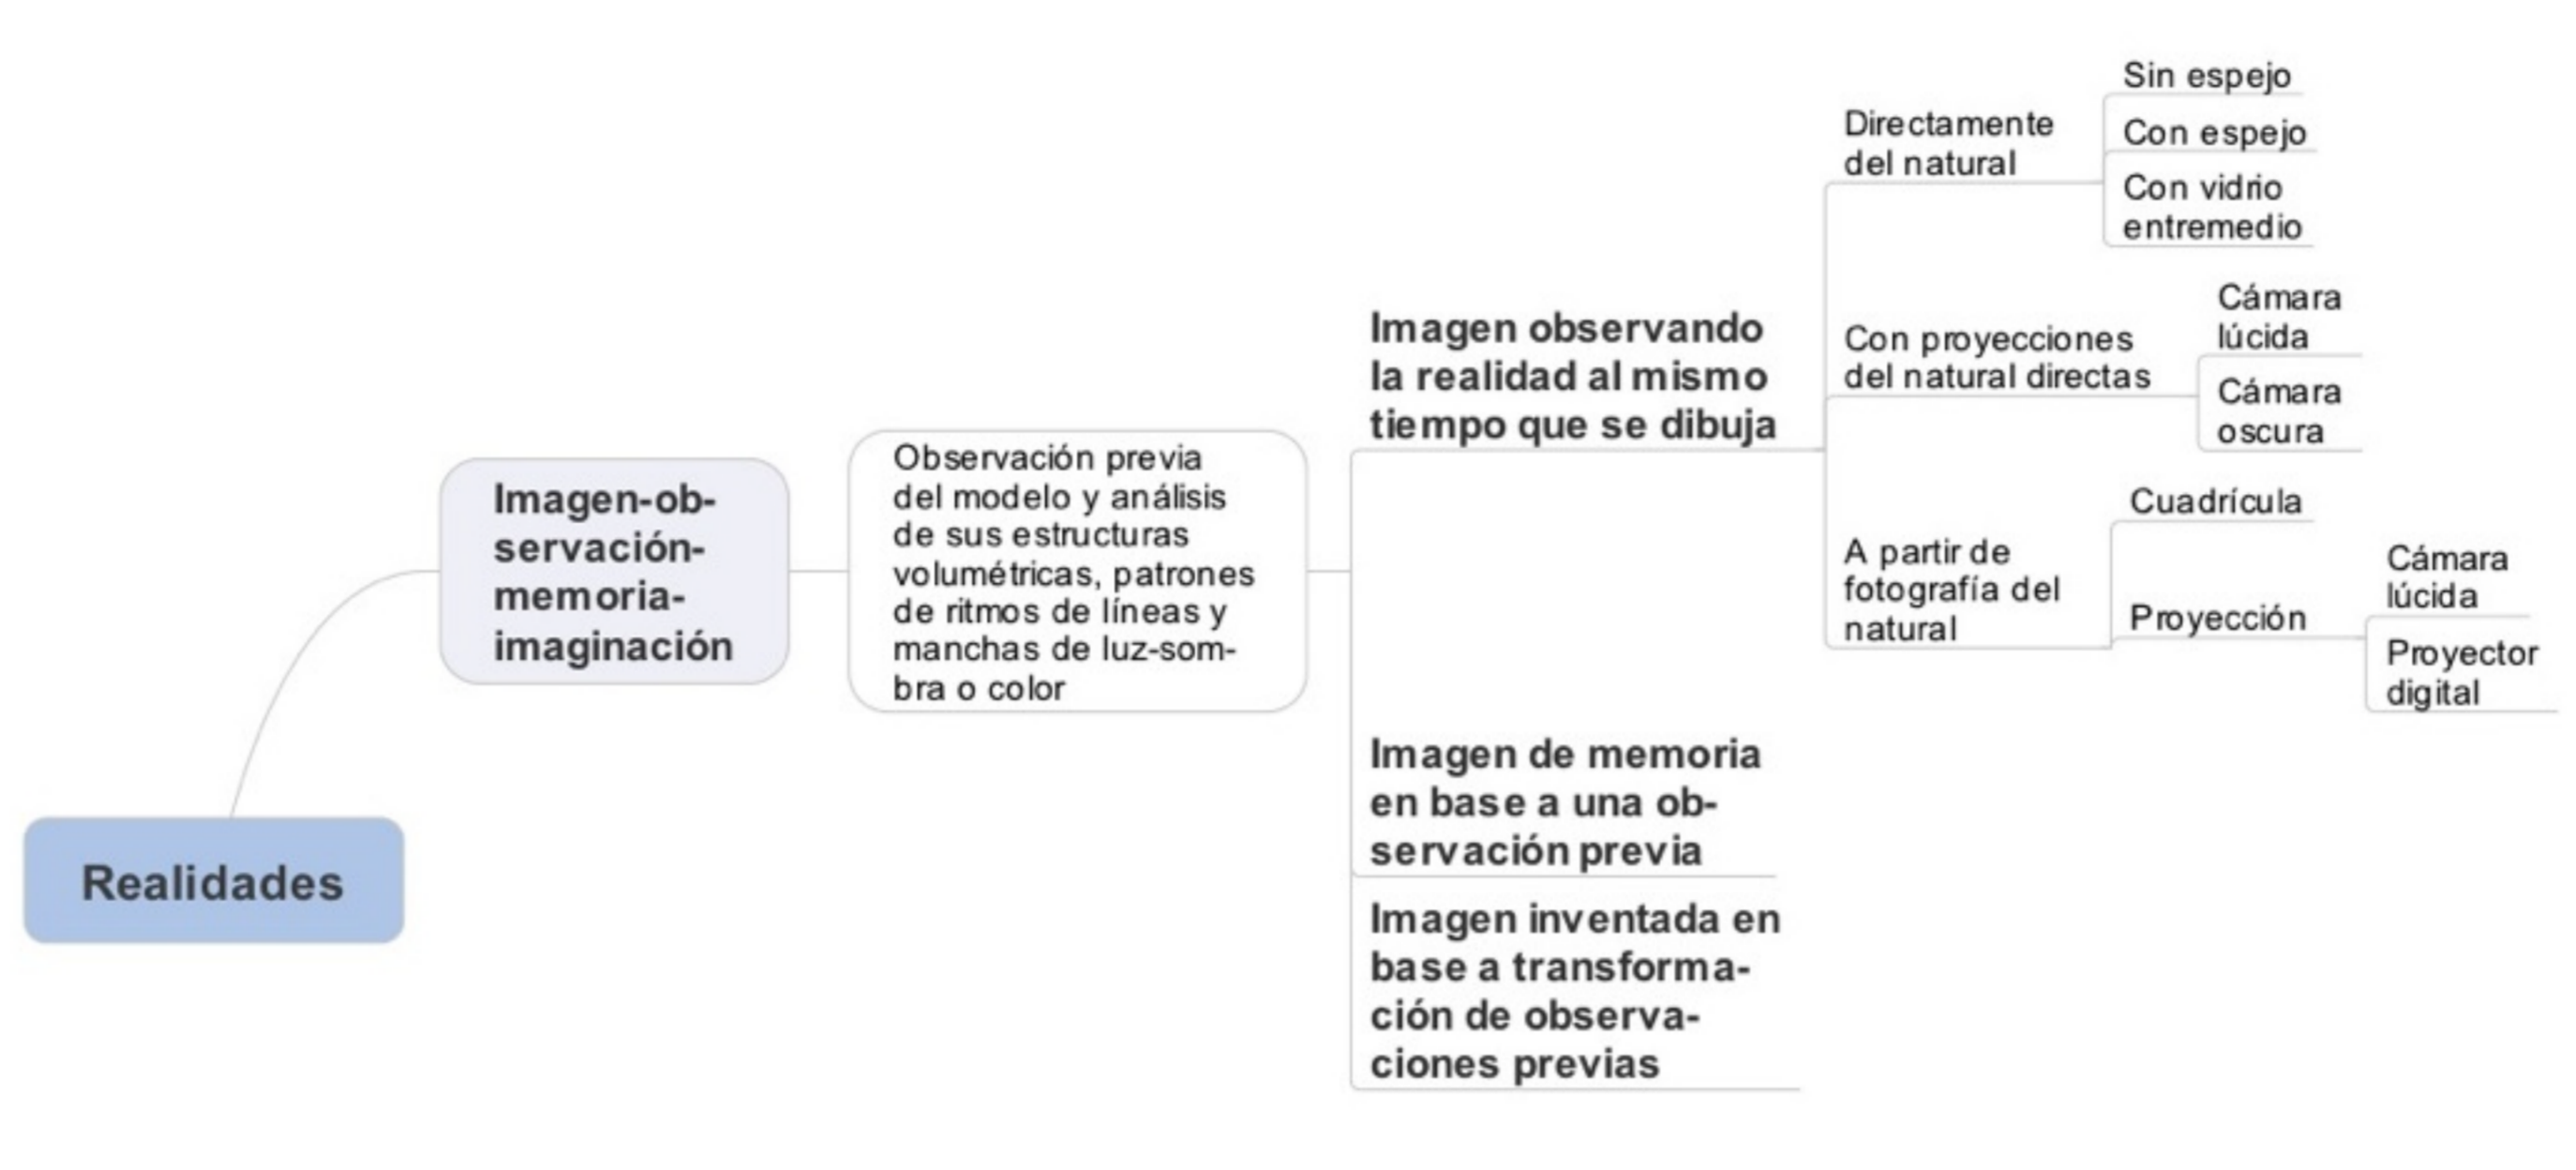 Realidades
Imagen-ob-
servación-
memoria-
imaginación
Observación previa
del modelo y análisis
de sus estructuras
volumétricas, patrones
de ritmos de líneas y
manchas de luz-som-
bra o color
Imagen observando
la realidad al mismo
tiempo que se dibuja
Directamente
del natural
Sin espejo
Con espejo
Con vidrio
entremedio
Con proyecciones
del natural directas
Cámara
lúcida
Cámara
oscura
A partir de
fotografía del
natural
Cuadrícula
Proyección
Cámara
lúcida
Proyector
digital
Imagen de memoria
en base a una ob-
servación previa
Imagen inventada en
base a transforma-
ción de observa-
ciones previas